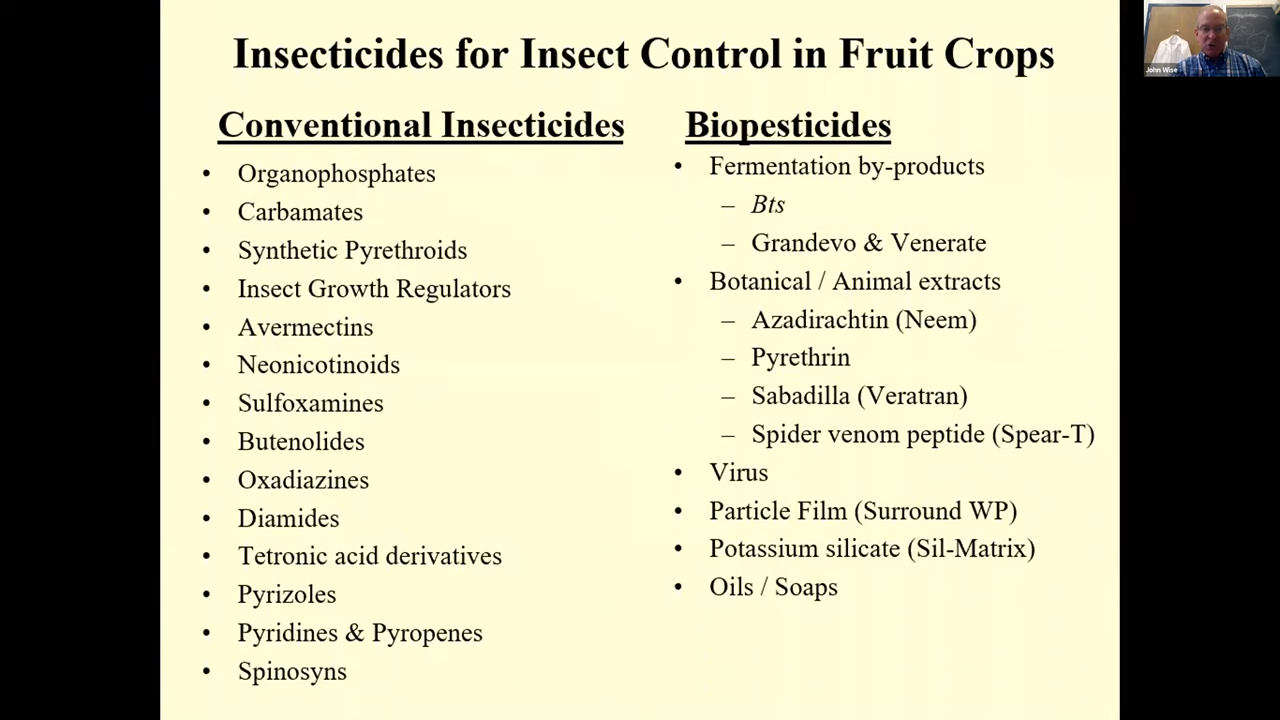 Insecticides for Insect Control in Fruit Crops
Conventional Insecticides
• Organophosphates
• Carbamates
• Synthetic Pyrethroids
• Insect Growth Regulators
• Avermectins
• Neonicotinoids
• Sulfoxamines
• Butenolides
• Oxadiazines
• Diamides
• Tetronic acid derivatives
• Pyrizoles
• Pyridines & Pyropenes
• Spinosyns
Biopesticides
• Fermentation by-products
– Bts
– Grandevo & Venerate
• Botanical / Animal extracts
– Azadirachtin (Neem)
– Pyrethrin
– Sabadilla (Veratran)
– Spider venom peptide (Spear-T)
• Virus
• Particle Film (Surround WP)
• Potassium silicate (Sil-Matrix)
• Oils / Soaps
John Wise